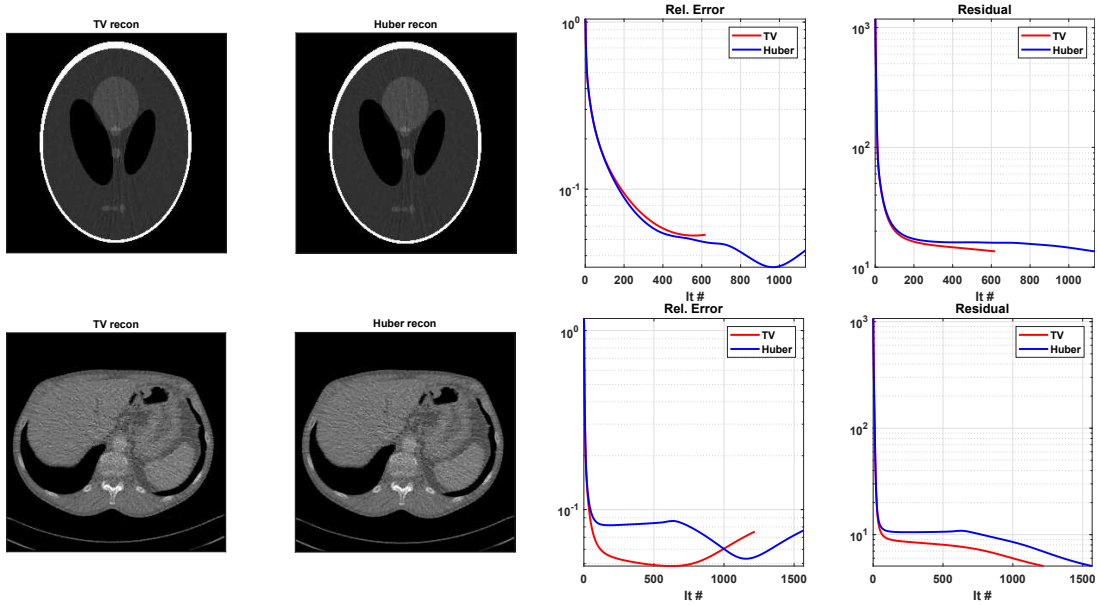 TV recon
Huber recon
Rel. Error
Residual
10^0
10^-1
0 200 400 600 800 1000
It #
TV
Huber
10^3
10^2
10^1
0 200 400 600 800 1000
It #
TV
Huber
TV recon
Huber recon
Rel. Error
Residual
10^0
10^-1
0 500 1000 1500
It #
TV
Huber
10^3
10^2
10^1
0 500 1000 1500
It #
TV
Huber